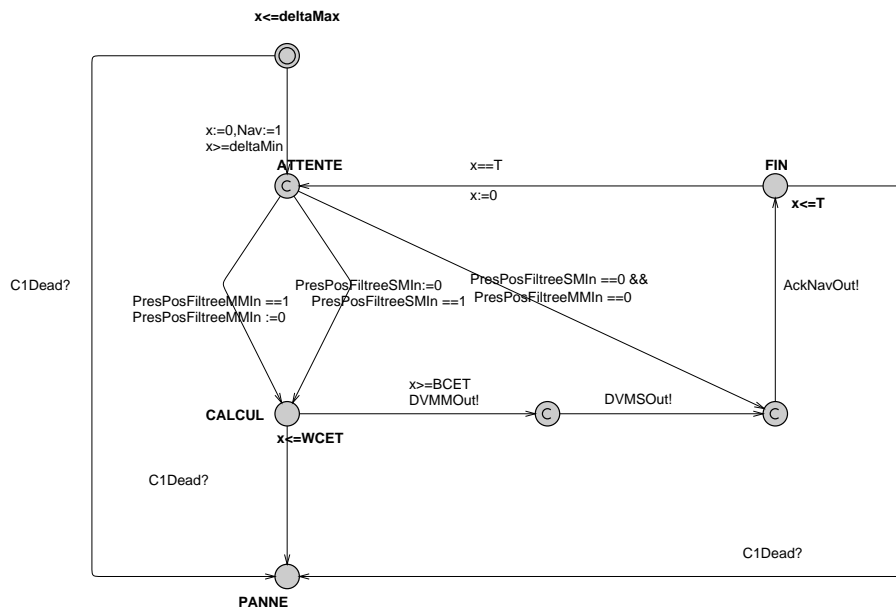 x<=deltaMax
x:=0,Nav:=1
x>=deltaMin
ATTENTE
C
x==T
x:=0
FIN
x<=T
C1Dead?
PresPosFiltreeMMIn ==1
PresPosFiltreeMMIn :=0
PresPosFiltreeSMIn:=0
PresPosFiltreeSMIn ==1
PresPosFiltreeSMIn ==0 &&
PresPosFiltreeMMIn ==0
AckNavOut!
CALCUL
x<=WCET
x>=BCET
DVMMOut!
C
DVMSOut!
C
C1Dead?
C1Dead?
PANNE